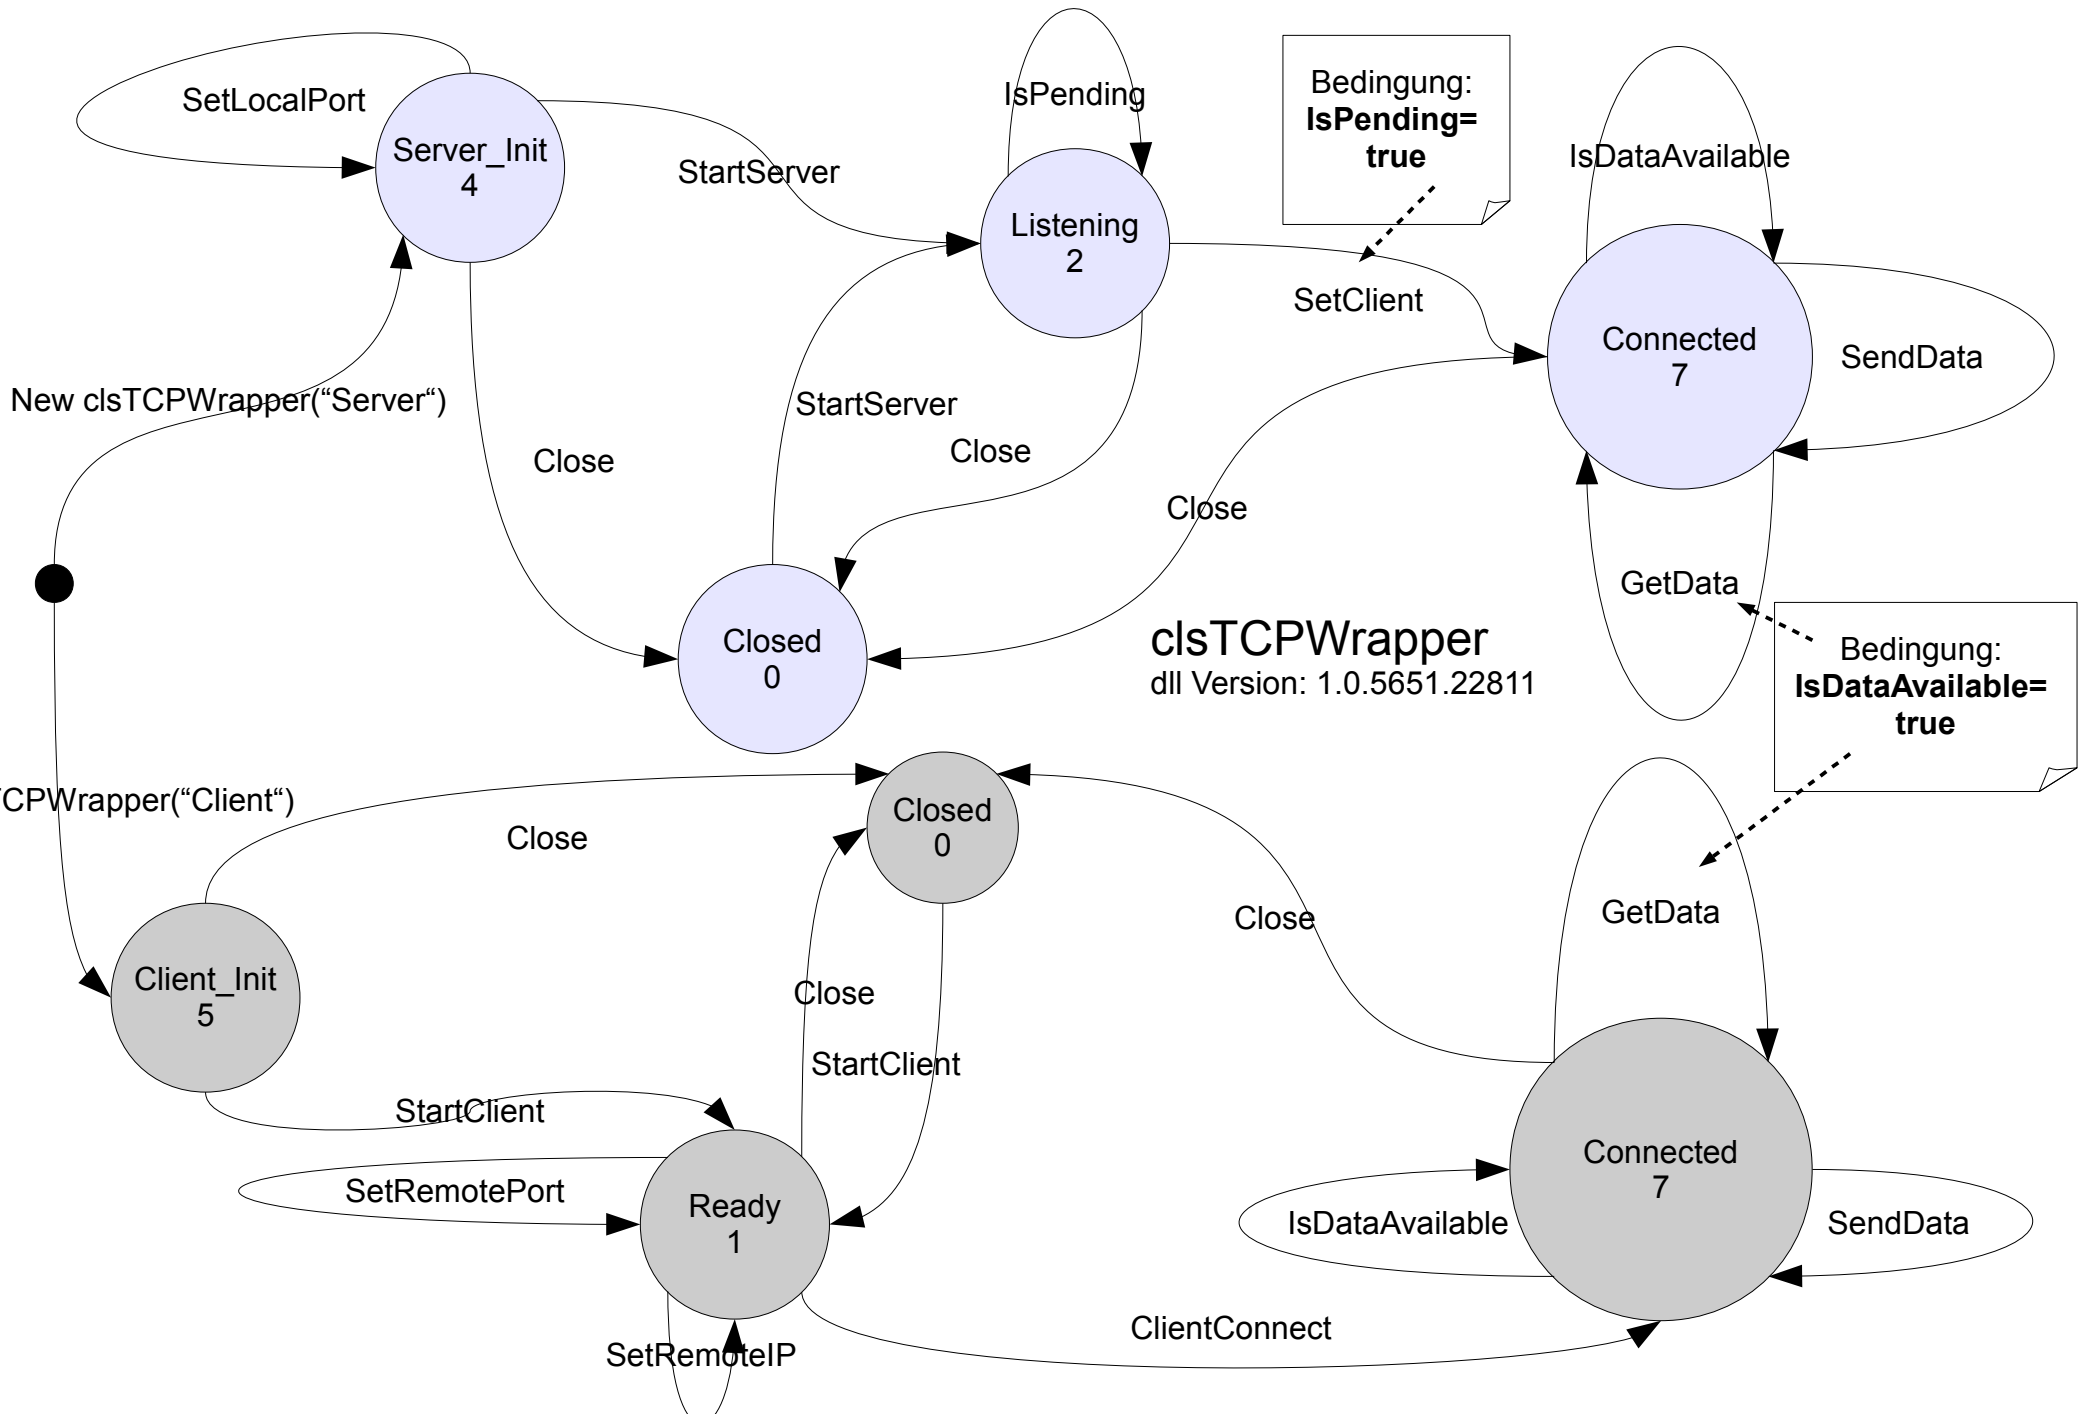 SetLocalPort
Server_Init
4
StartServer
IsPending
Listening
2
Bedingung:
IsPending=
true
SetClient
IsDataAvailable
Connected
7
SendData
New clsTCPWrapper(“Server“)
Close
StartServer
Close
Close
GetData
Closed
0
clsTCPWrapper
dll Version: 1.0.5651.22811
Bedingung:
IsDataAvailable=
true
CPWrapper(“Client“)
Close
Closed
0
Close
GetData
Client_Init
5
Close
StartClient
StartClient
SetRemotePort
Ready
1
Connected
7
IsDataAvailable
SendData
ClientConnect
SetRemoteIP